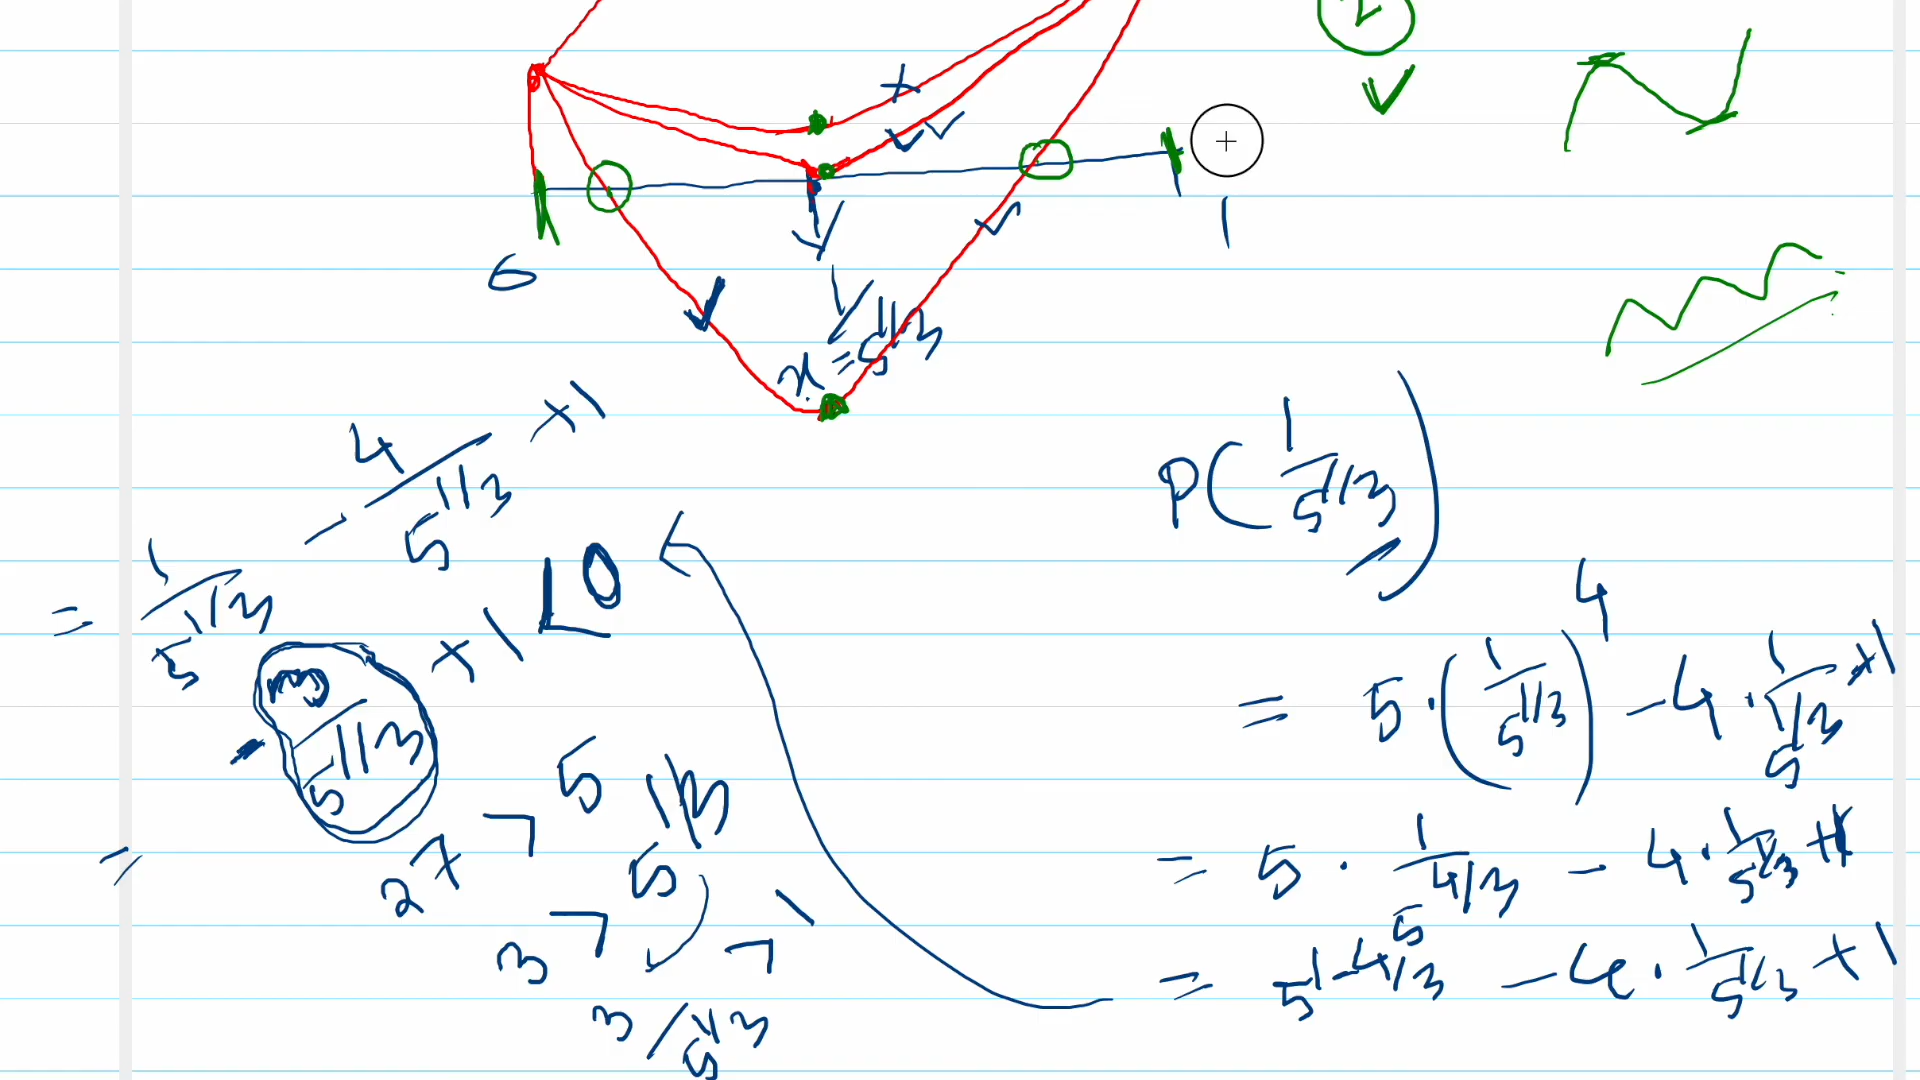 2
0
1
x = 5^{1/3}
P(1/5^{1/3})
= 5 · (1/5^{1/3})^4 - 4 · 1/5^{1/3} + 1
= 5 · 1/5^{4/3} - 4 · 1/5^{1/3} + 1
= 5^{1-4/3} - 4 · 1/5^{1/3} + 1
= 1/5^{1/3} - 4/5^{1/3} + 1
= - 3/5^{1/3} + 1 < 0
27 > 5
3 > 5^{1/3}
3/5^{1/3} > 1